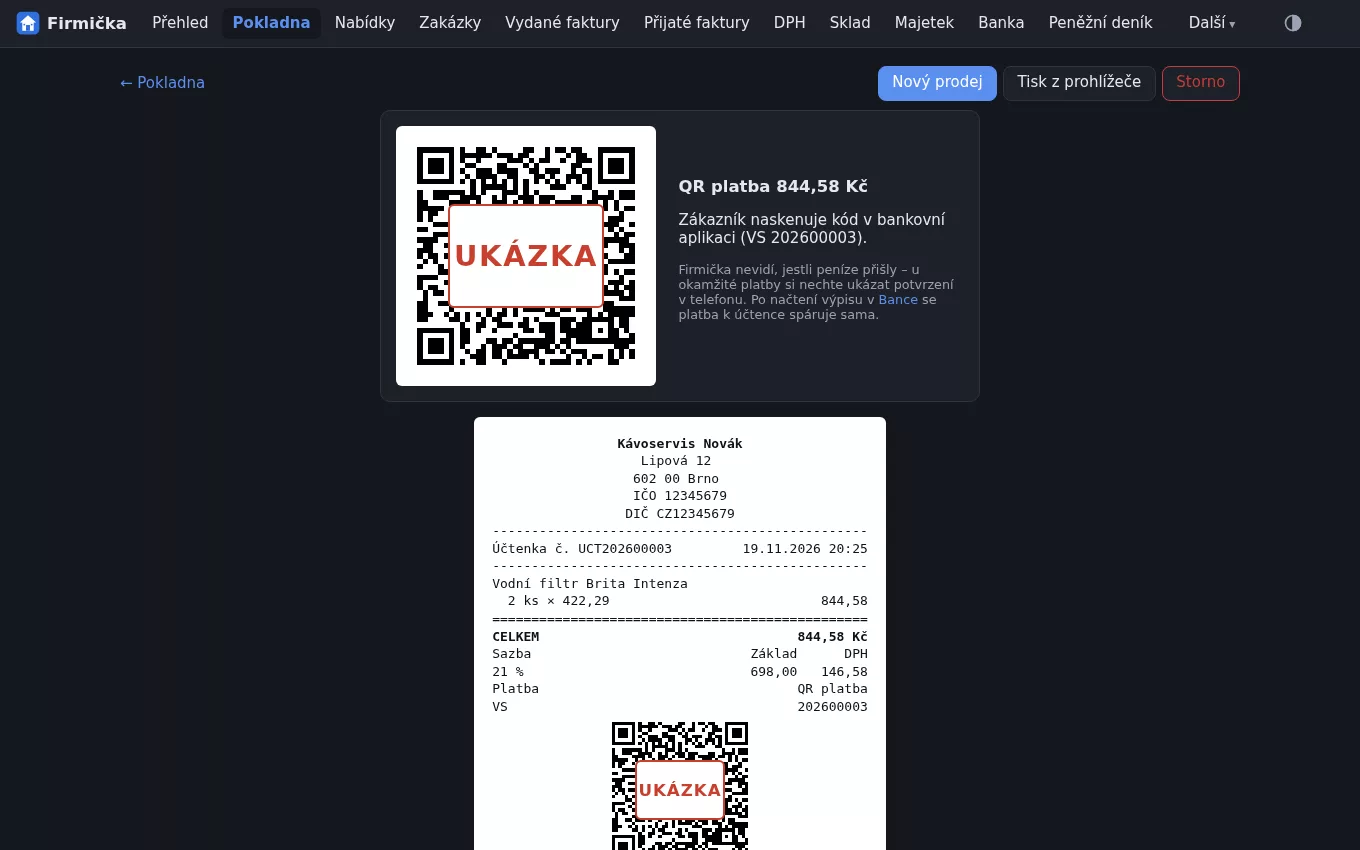 Firmička Přehled Pokladna Nabídky Zakázky Vydané faktury Přijaté faktury DPH Sklad Majetek Banka Peněžní deník Další ▾
← Pokladna
Nový prodej Tisk z prohlížeče Storno
UKÁZKA
QR platba 844,58 Kč
Zákazník naskenuje kód v bankovní
aplikaci (VS 202600003).
Firmička nevidí, jestli peníze přišly – u
okamžité platby si nechte ukázat potvrzení
v telefonu. Po načtení výpisu v Bance se
platba k účtence spáruje sama.
Kávoservis Novák
Lipová 12
602 00 Brno
IČO 12345679
DIČ CZ12345679
------------------------------------------------
Účtenka č. UCT202600003 19.11.2026 20:25
------------------------------------------------
Vodní filtr Brita Intenza
2 ks × 422,29 844,58
================================================
CELKEM 844,58 Kč
Sazba Základ DPH
21 % 698,00 146,58
Platba QR platba
VS 202600003
UKÁZKA